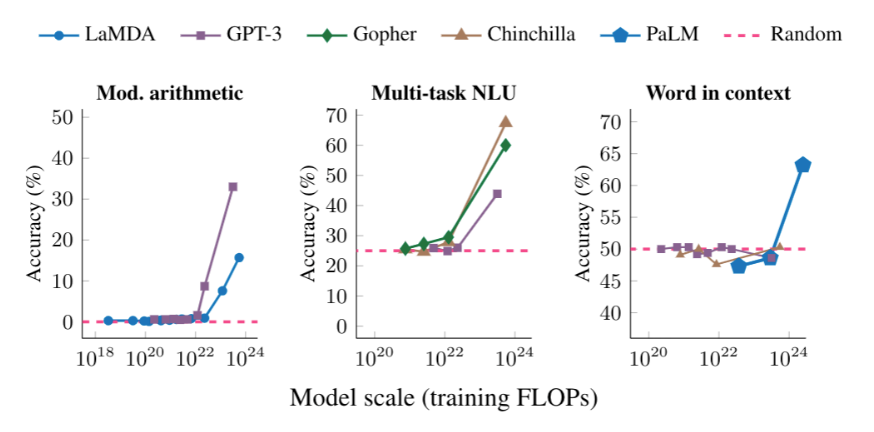 LaMDA GPT-3 Gopher Chinchilla PaLM Random
Mod. arithmetic
Accuracy (%)
50
40
30
20
10
0
10^18 10^20 10^22 10^24
Multi-task NLU
Accuracy (%)
70
60
50
40
30
20
10
0
10^20 10^22 10^24
Word in context
Accuracy (%)
70
65
60
55
50
45
40
10^20 10^22 10^24
Model scale (training FLOPs)